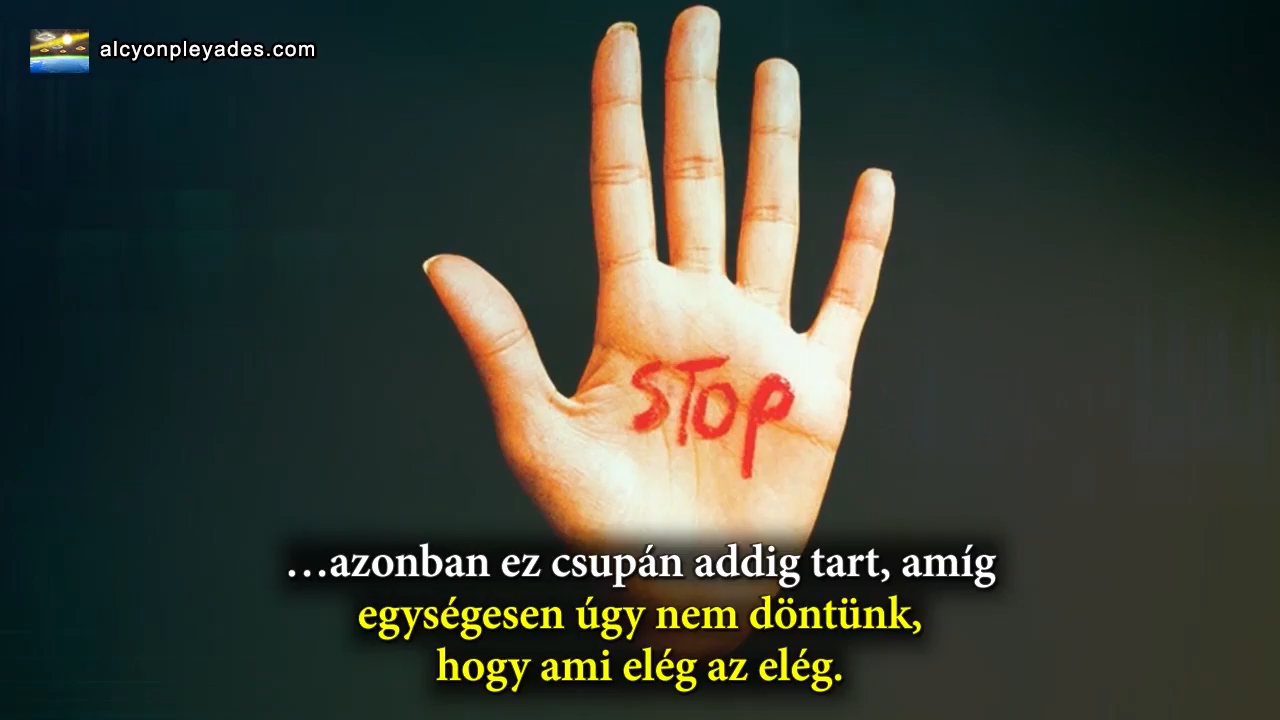 alcyonpleyades.com
STOP
…azonban ez csupán addig tart, amíg
egységesen úgy nem döntünk,
hogy ami elég az elég.